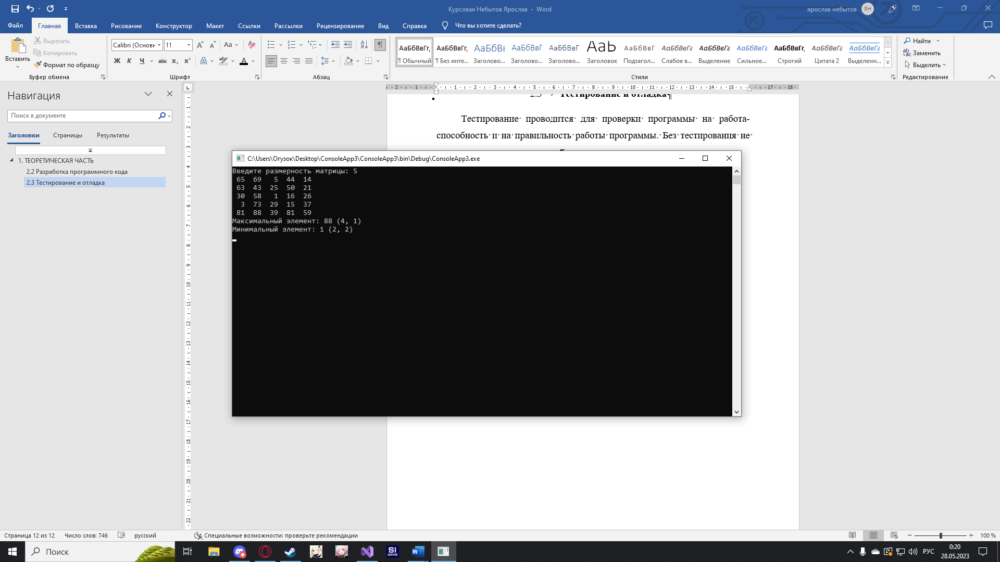 Курсовая Небытов Ярослав - Word
ярослав небытов
ЯН
Файл
Главная
Вставка
Рисование
Конструктор
Макет
Ссылки
Рассылки
Рецензирование
Вид
Справка
Что вы хотите сделать?
Вставить
Вырезать
Копировать
Формат по образцу
Буфер обмена
Calibri (Основн
11
Шрифт
Абзац
АаБбВвГг,
АаБбВвГг,
АаБбВі
АаБбВвГ
АаБбВвГ
АаЬ
АаБбВвГ
АаБбВвГг
АаБбВвГг
АаБбВвГг
АаБбВвГг,
АаБбВвГг
АаБбВвГг
¶ Обычный
¶ Без инте...
Заголово...
Заголово...
Заголово...
Заголовок
Подзагол...
Слабое в...
Выделение
Сильное...
Строгий
Цитата 2
Выделенн...
Стили
Найти
Заменить
Выделить
Редактирование
Навигация
Поиск в документе
Заголовки
Страницы
Результаты
1. ТЕОРЕТИЧЕСКАЯ ЧАСТЬ
2.2 Разработка программного кода
2.3 Тестирование и отладка
2.3 → Тестирование и отладка¶
Тестирование· проводится· для· проверки· программы· на· работа-
способность·и·на·правильность·работы·программы.·Без·тестирования·не·
C:\Users\Огузок\Desktop\ConsoleApp3\ConsoleApp3\bin\Debug\ConsoleApp3.exe
Введите размерность матрицы: 5
65 69 5 44 14
63 43 25 50 21
30 58 1 16 26
3 73 29 15 37
81 88 39 81 59
Максимальный элемент: 88 (4, 1)
Минимальный элемент: 1 (2, 2)
Страница 12 из 12
Число слов: 746
русский
Специальные возможности: проверьте рекомендации
100 %
Поиск
SI
GAME
РУС
0:20
28.05.2023